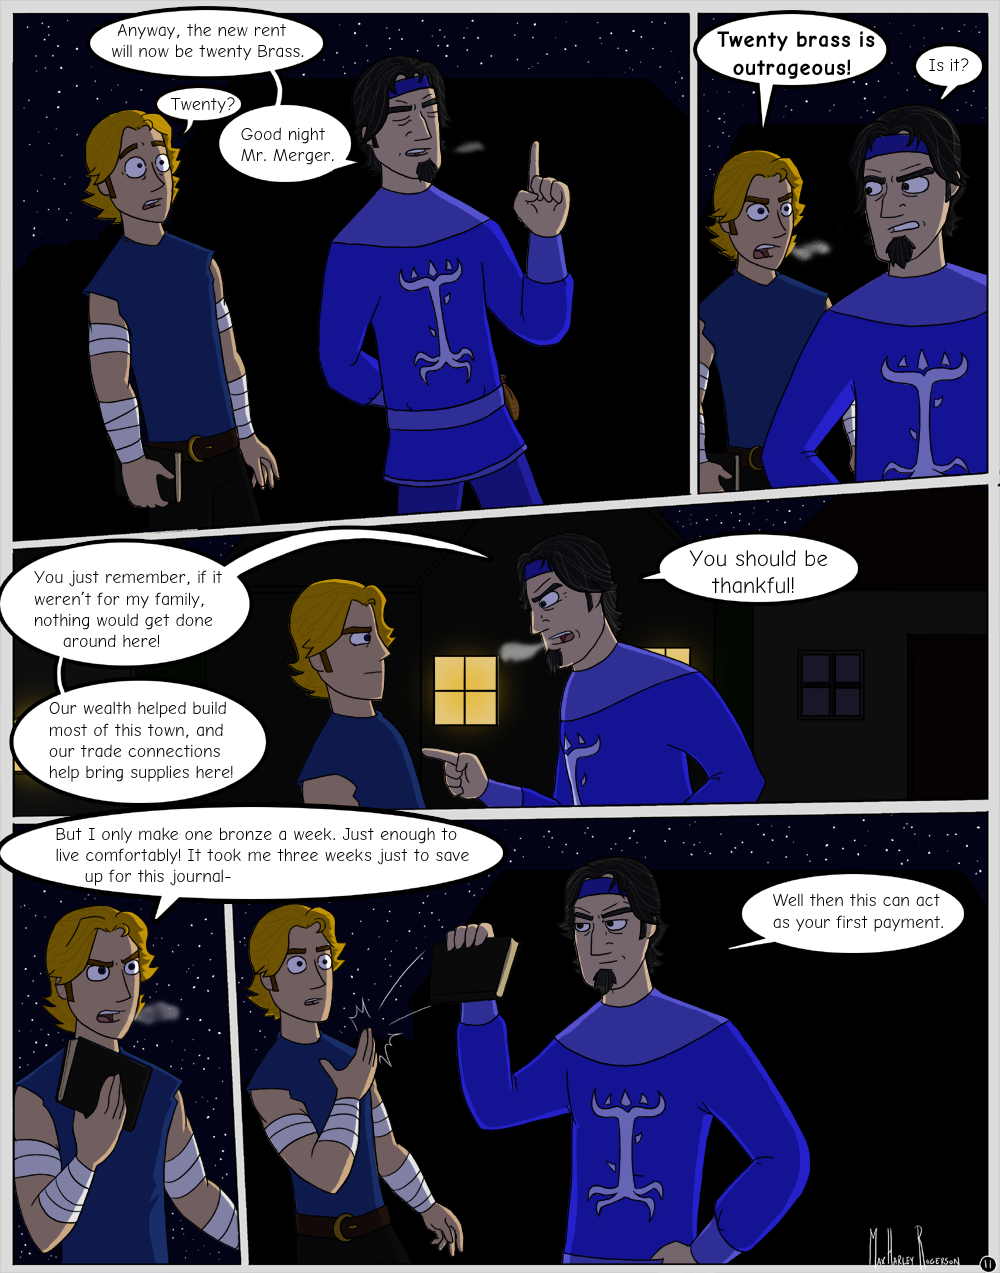 Anyway, the new rent
will now be twenty Brass.
Twenty?
Good night
Mr. Merger.
Twenty brass is
outrageous!
Is it?
You just remember, if it
weren't for my family,
nothing would get done
around here!
Our wealth helped build
most of this town, and
our trade connections
help bring supplies here!
You should be
thankful!
But I only make one bronze a week. Just enough to
live comfortably! It took me three weeks just to save
up for this journal-
Well then this can act
as your first payment.
Max Harley Rogerson
11